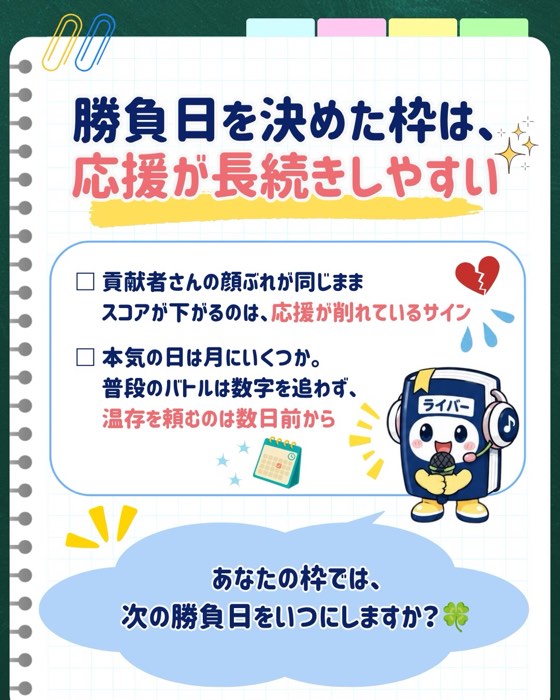 勝負日を決めた枠は、
応援が長続きしやすい
□ 貢献者さんの顔ぶれが同じまま
スコアが下がるのは、応援が削れているサイン
□ 本気の日は月にいくつか。
普段のバトルは数字を追わず、
温存を頼むのは数日前から
ライバー
あなたの枠では、
次の勝負日をいつにしますか?🍀